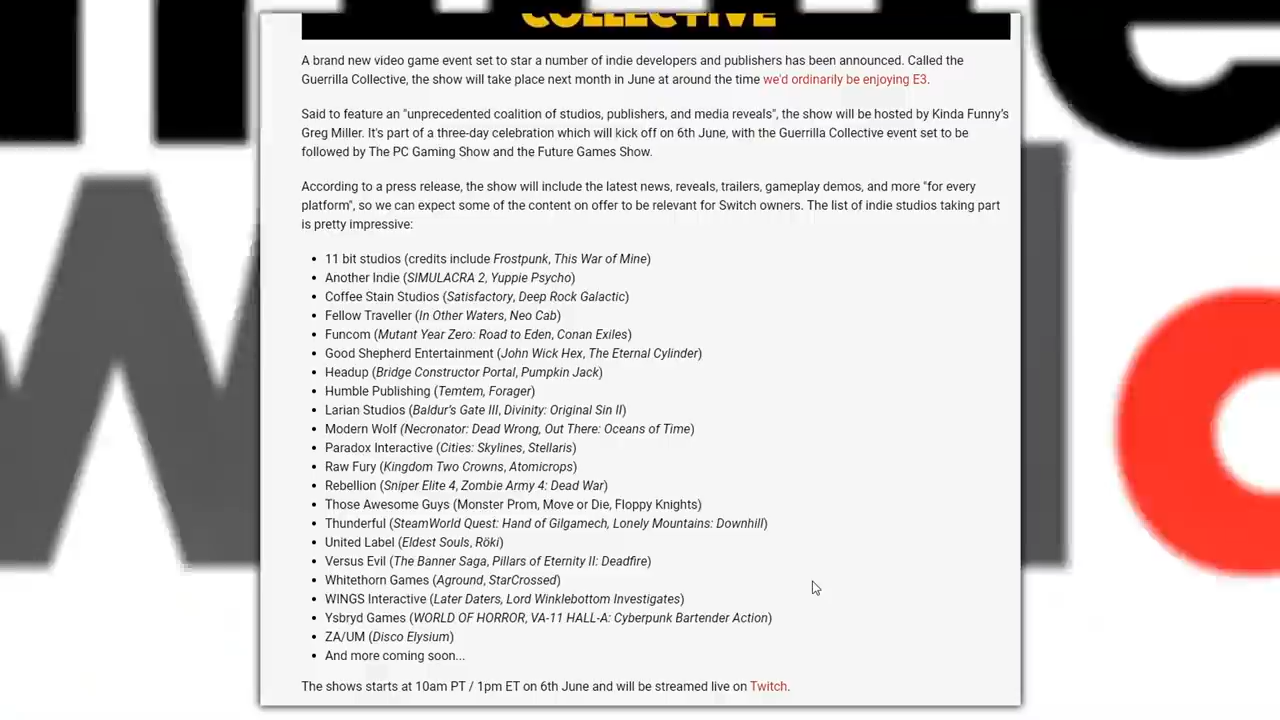 COLLECTIVE
A brand new video game event set to star a number of indie developers and publishers has been announced. Called the
Guerrilla Collective, the show will take place next month in June at around the time we'd ordinarily be enjoying E3.
Said to feature an "unprecedented coalition of studios, publishers, and media reveals", the show will be hosted by Kinda Funny's
Greg Miller. It's part of a three-day celebration which will kick off on 6th June, with the Guerrilla Collective event set to be
followed by The PC Gaming Show and the Future Games Show.
According to a press release, the show will include the latest news, reveals, trailers, gameplay demos, and more "for every
platform", so we can expect some of the content on offer to be relevant for Switch owners. The list of indie studios taking part
is pretty impressive:
• 11 bit studios (credits include Frostpunk, This War of Mine)
• Another Indie (SIMULACRA 2, Yuppie Psycho)
• Coffee Stain Studios (Satisfactory, Deep Rock Galactic)
• Fellow Traveller (In Other Waters, Neo Cab)
• Funcom (Mutant Year Zero: Road to Eden, Conan Exiles)
• Good Shepherd Entertainment (John Wick Hex, The Eternal Cylinder)
• Headup (Bridge Constructor Portal, Pumpkin Jack)
• Humble Publishing (Temtem, Forager)
• Larian Studios (Baldur's Gate III, Divinity: Original Sin II)
• Modern Wolf (Necronator: Dead Wrong, Out There: Oceans of Time)
• Paradox Interactive (Cities: Skylines, Stellaris)
• Raw Fury (Kingdom Two Crowns, Atomicrops)
• Rebellion (Sniper Elite 4, Zombie Army 4: Dead War)
• Those Awesome Guys (Monster Prom, Move or Die, Floppy Knights)
• Thunderful (SteamWorld Quest: Hand of Gilgamech, Lonely Mountains: Downhill)
• United Label (Eldest Souls, Röki)
• Versus Evil (The Banner Saga, Pillars of Eternity II: Deadfire)
• Whitethorn Games (Aground, StarCrossed)
• WINGS Interactive (Later Daters, Lord Winklebottom Investigates)
• Ysbryd Games (WORLD OF HORROR, VA-11 HALL-A: Cyberpunk Bartender Action)
• ZA/UM (Disco Elysium)
• And more coming soon...
The shows starts at 10am PT / 1pm ET on 6th June and will be streamed live on Twitch.